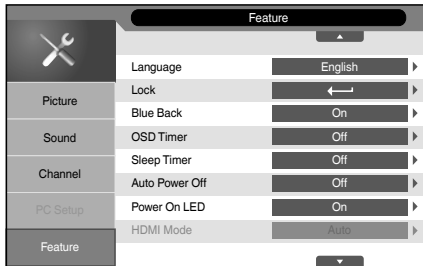 Feature
Language English
Lock
Blue Back On
OSD Timer Off
Sleep Timer Off
Auto Power Off Off
Power On LED On
HDMI Mode Auto
Picture
Sound
Channel
PC Setup
Feature